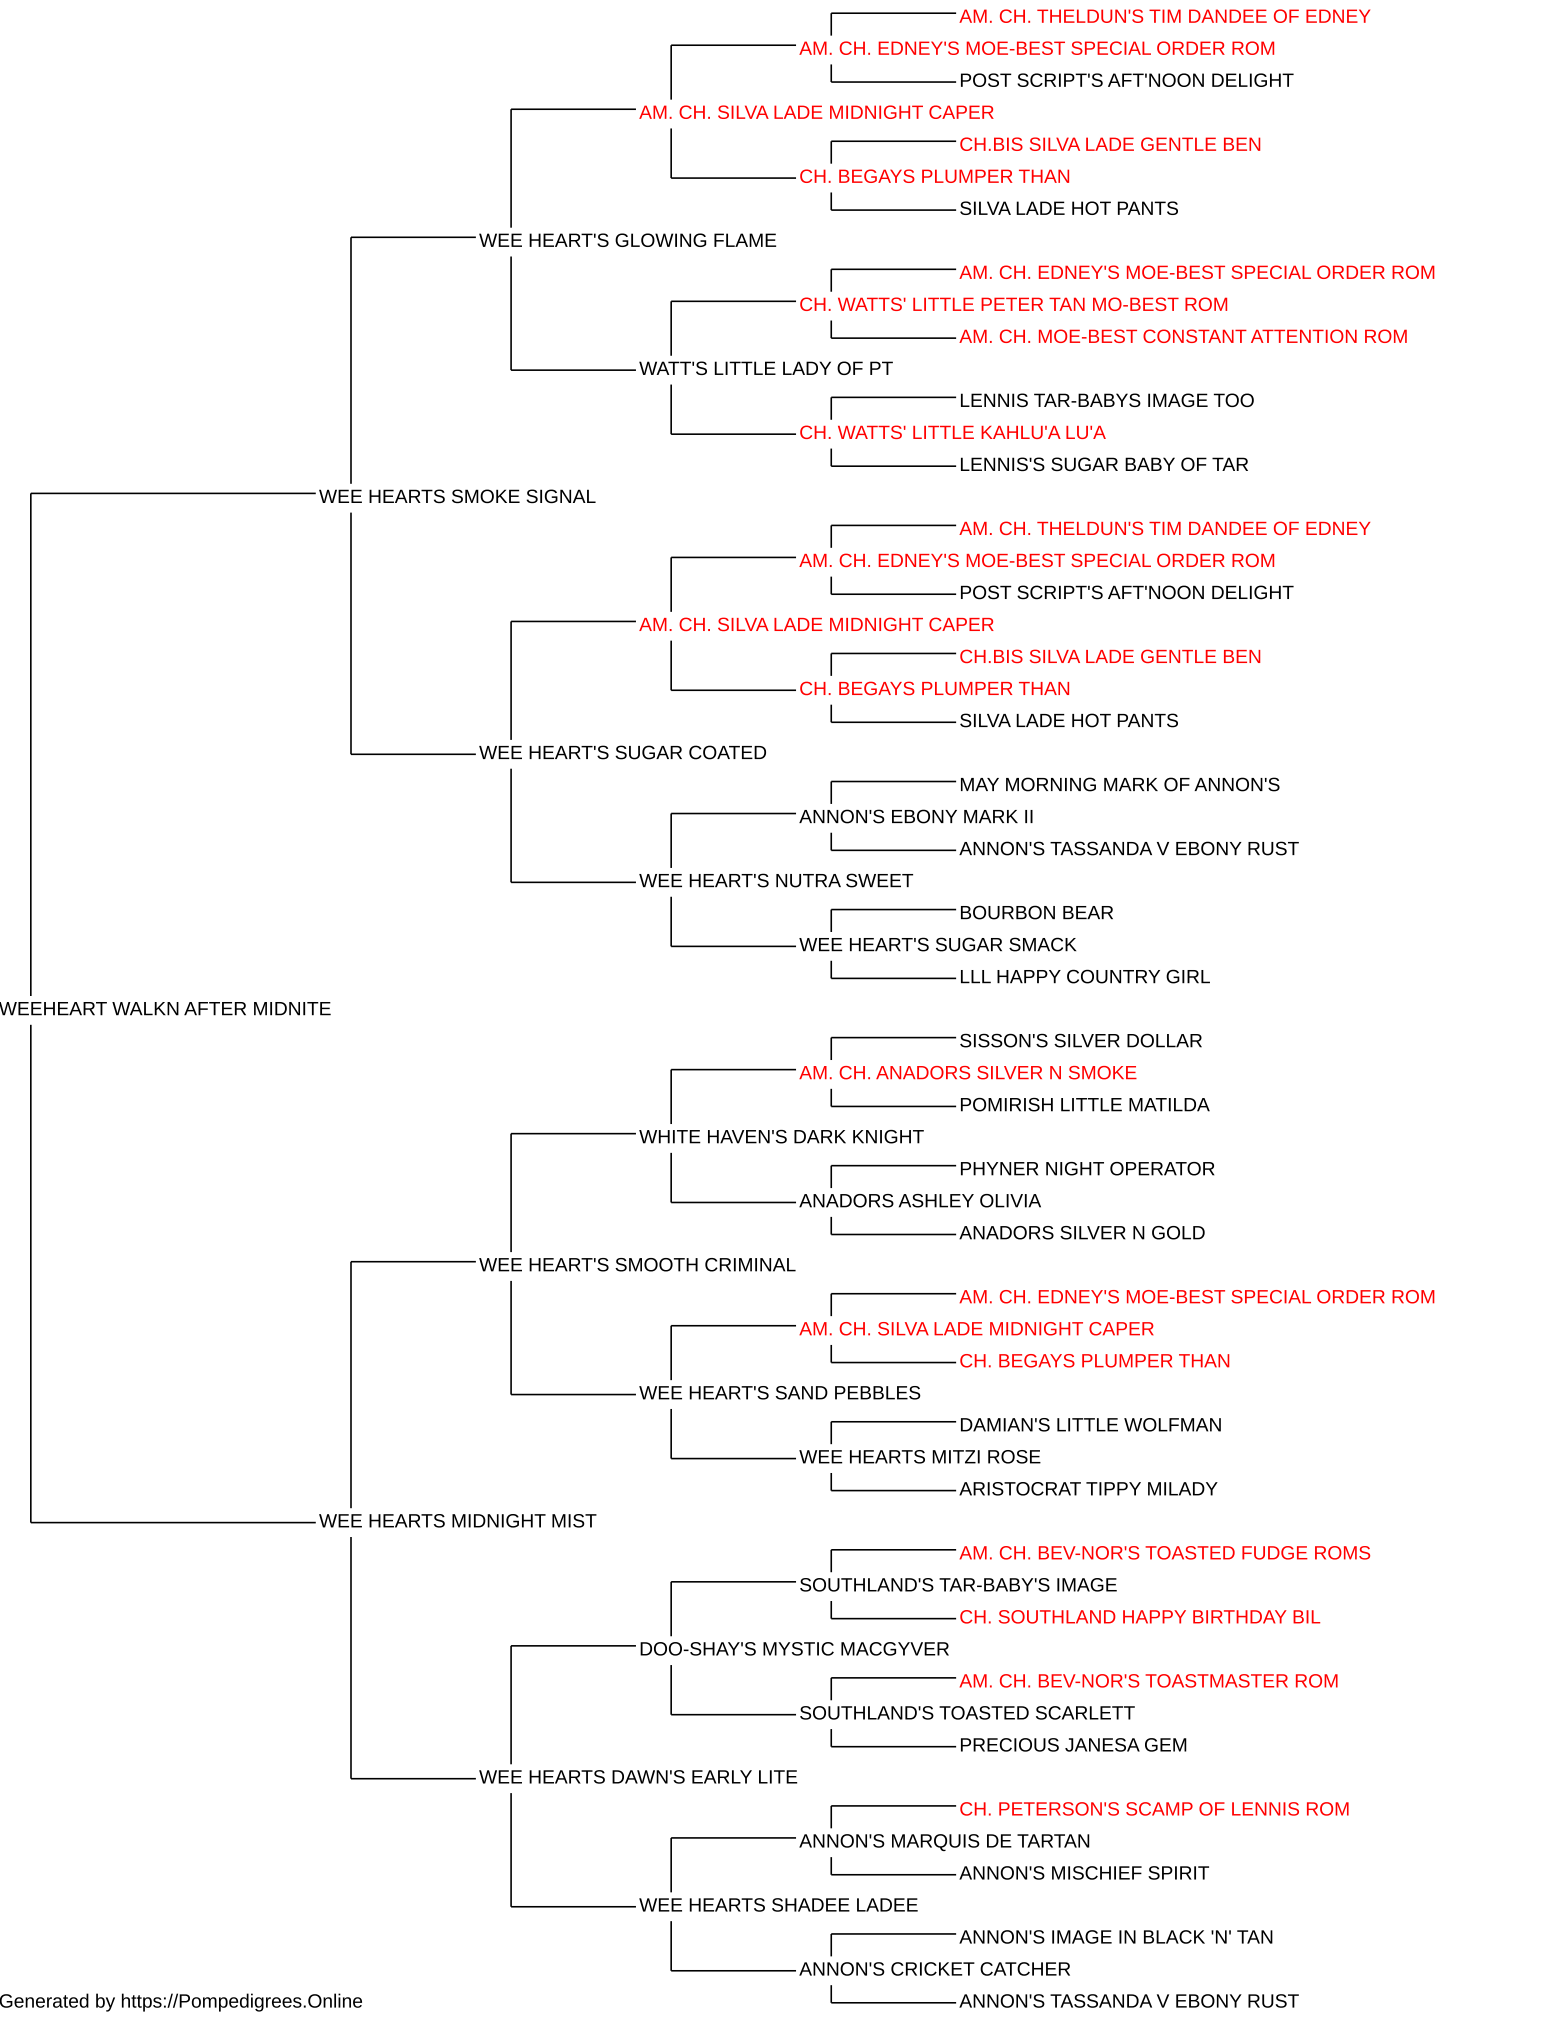 AM. CH. THELDUN'S TIM DANDEE OF EDNEY
AM. CH. EDNEY'S MOE-BEST SPECIAL ORDER ROM
POST SCRIPT'S AFT'NOON DELIGHT
AM. CH. SILVA LADE MIDNIGHT CAPER
CH.BIS SILVA LADE GENTLE BEN
CH. BEGAYS PLUMPER THAN
SILVA LADE HOT PANTS
WEE HEART'S GLOWING FLAME
AM. CH. EDNEY'S MOE-BEST SPECIAL ORDER ROM
CH. WATTS' LITTLE PETER TAN MO-BEST ROM
AM. CH. MOE-BEST CONSTANT ATTENTION ROM
WATT'S LITTLE LADY OF PT
LENNIS TAR-BABYS IMAGE TOO
CH. WATTS' LITTLE KAHLU'A LU'A
LENNIS'S SUGAR BABY OF TAR
WEE HEARTS SMOKE SIGNAL
AM. CH. THELDUN'S TIM DANDEE OF EDNEY
AM. CH. EDNEY'S MOE-BEST SPECIAL ORDER ROM
POST SCRIPT'S AFT'NOON DELIGHT
AM. CH. SILVA LADE MIDNIGHT CAPER
CH.BIS SILVA LADE GENTLE BEN
CH. BEGAYS PLUMPER THAN
SILVA LADE HOT PANTS
WEE HEART'S SUGAR COATED
MAY MORNING MARK OF ANNON'S
ANNON'S EBONY MARK II
ANNON'S TASSANDA V EBONY RUST
WEE HEART'S NUTRA SWEET
BOURBON BEAR
WEE HEART'S SUGAR SMACK
LLL HAPPY COUNTRY GIRL
WEEHEART WALKN AFTER MIDNITE
SISSON'S SILVER DOLLAR
AM. CH. ANADORS SILVER N SMOKE
POMIRISH LITTLE MATILDA
WHITE HAVEN'S DARK KNIGHT
PHYNER NIGHT OPERATOR
ANADORS ASHLEY OLIVIA
ANADORS SILVER N GOLD
WEE HEART'S SMOOTH CRIMINAL
AM. CH. EDNEY'S MOE-BEST SPECIAL ORDER ROM
AM. CH. SILVA LADE MIDNIGHT CAPER
CH. BEGAYS PLUMPER THAN
WEE HEART'S SAND PEBBLES
DAMIAN'S LITTLE WOLFMAN
WEE HEARTS MITZI ROSE
ARISTOCRAT TIPPY MILADY
WEE HEARTS MIDNIGHT MIST
AM. CH. BEV-NOR'S TOASTED FUDGE ROMS
SOUTHLAND'S TAR-BABY'S IMAGE
CH. SOUTHLAND HAPPY BIRTHDAY BIL
DOO-SHAY'S MYSTIC MACGYVER
AM. CH. BEV-NOR'S TOASTMASTER ROM
SOUTHLAND'S TOASTED SCARLETT
PRECIOUS JANESA GEM
WEE HEARTS DAWN'S EARLY LITE
CH. PETERSON'S SCAMP OF LENNIS ROM
ANNON'S MARQUIS DE TARTAN
ANNON'S MISCHIEF SPIRIT
WEE HEARTS SHADEE LADEE
ANNON'S IMAGE IN BLACK 'N' TAN
ANNON'S CRICKET CATCHER
ANNON'S TASSANDA V EBONY RUST
Generated by https://Pompedigrees.Online